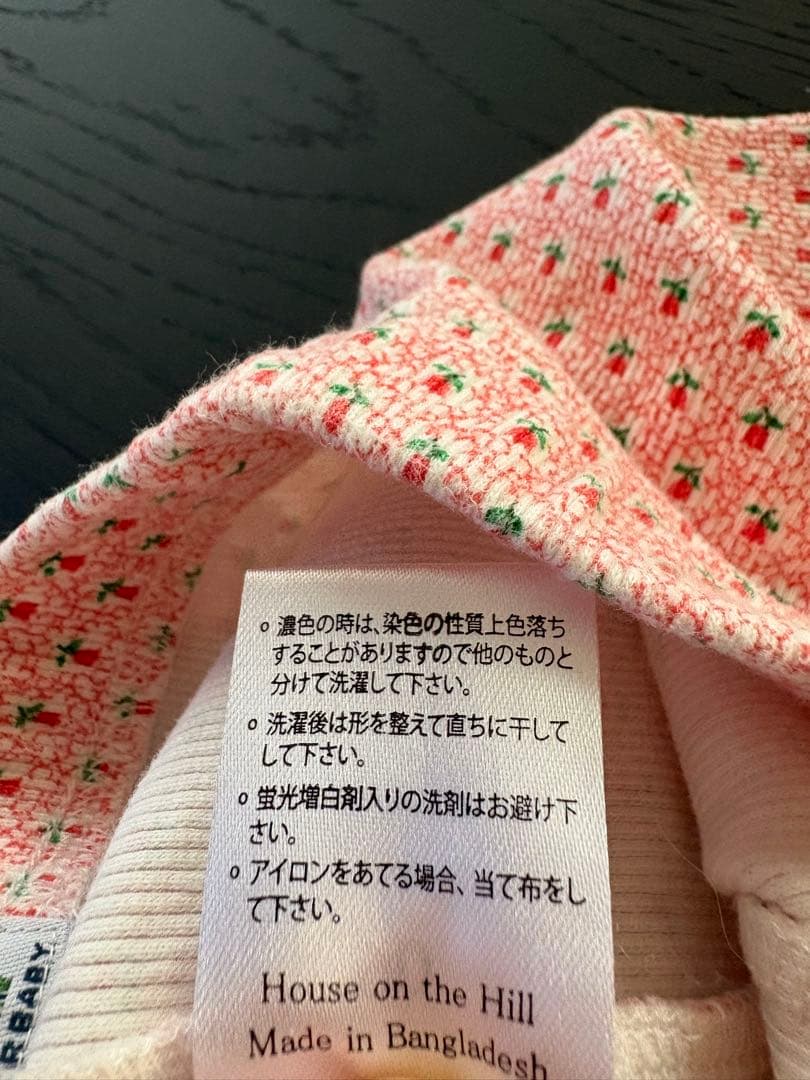 。濃色の時は、染色の性質上色落ち
することがありますので他のものと
分けて洗濯して下さい。
。洗濯後は形を整えて直ちに干して
して下さい。
。蛍光増白剤入りの洗剤はお避け下
さい。
。アイロンをあてる場合、当て布をし
て下さい。
House on the Hill
Made in Bangladesh
RBABY